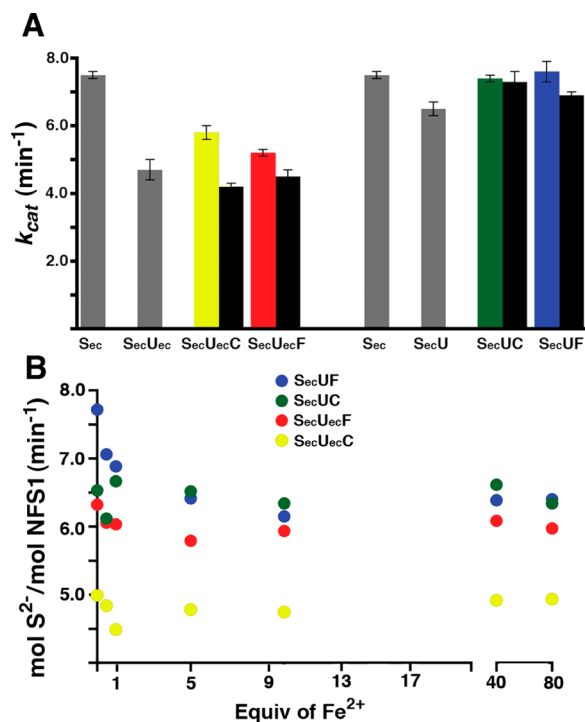 A
k_cat (min⁻¹)
8.0
6.0
4.0
2.0
Sec SecUec SecUecC SecUecF Sec SecU SecUC SecUF
B
mol S²⁻/mol NFS1 (min⁻¹)
8.0
7.0
6.0
5.0
SecUF
SecUC
SecUecF
SecUecC
1 5 9 13 17 40 80
Equiv of Fe²⁺